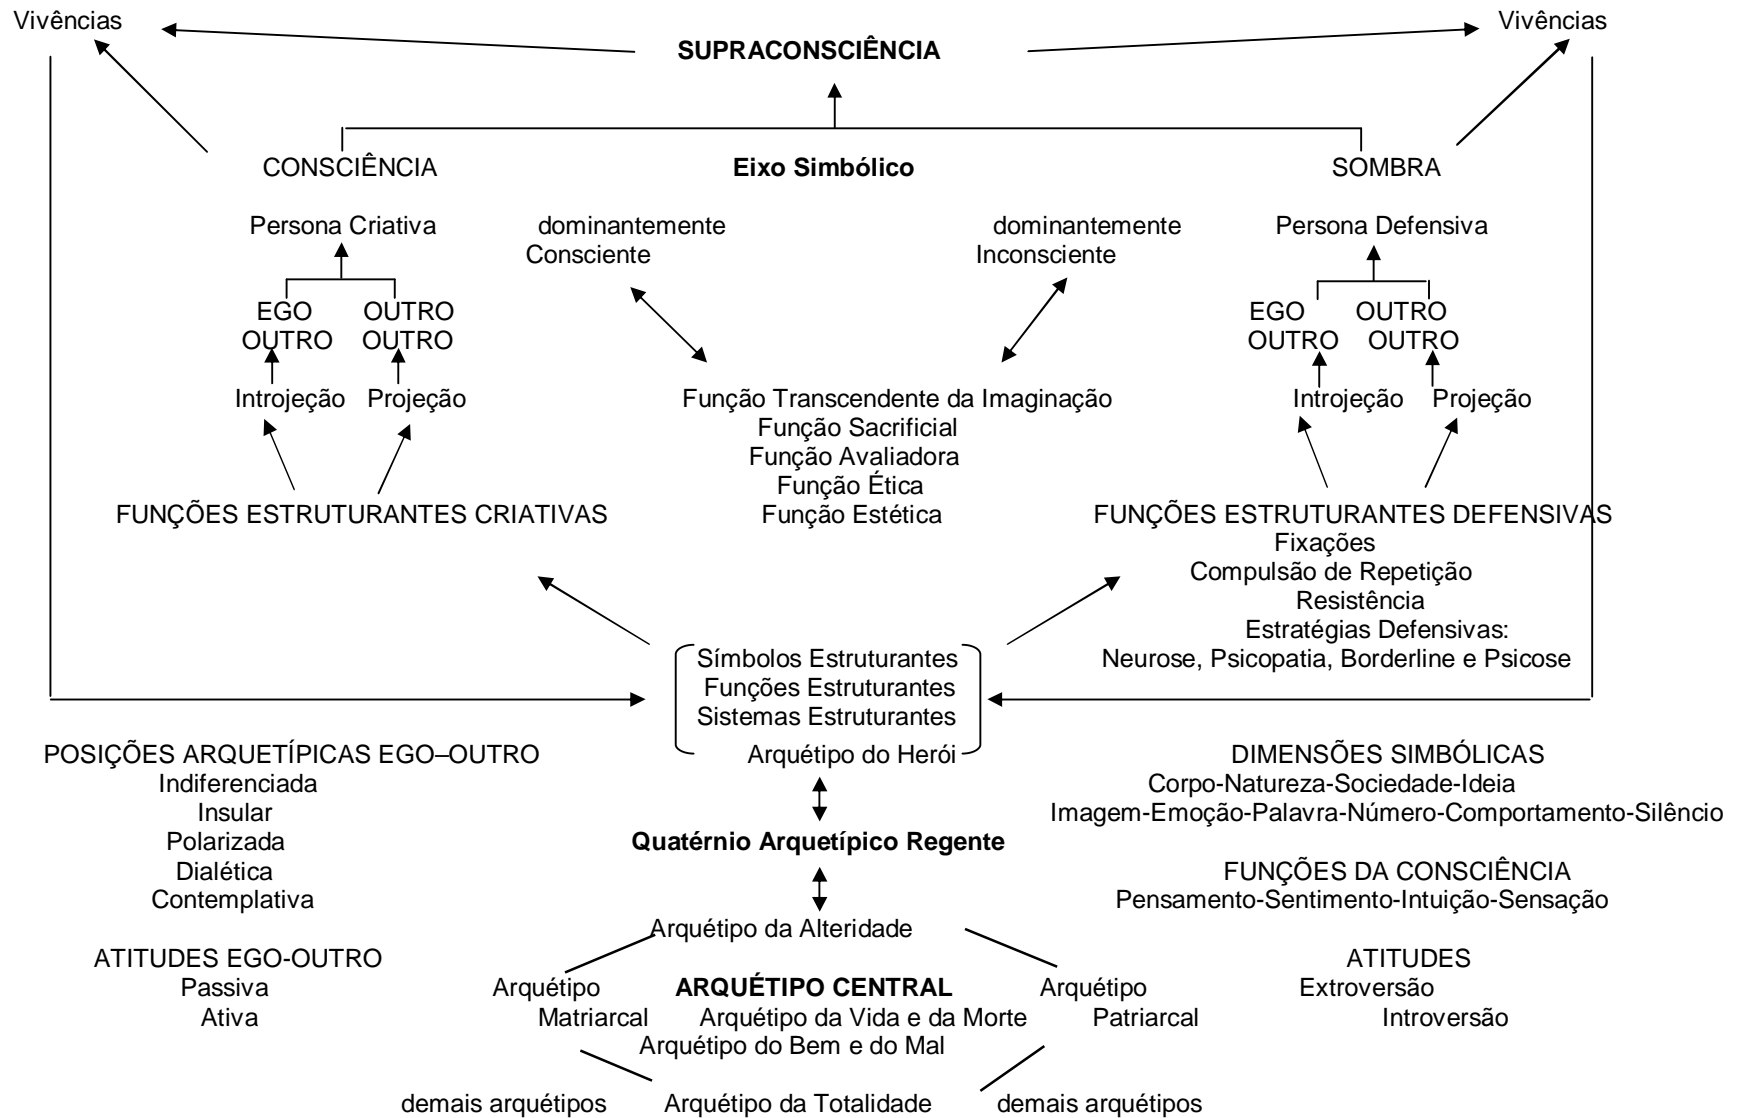 Vivências Vivências
SUPRACONSCIÊNCIA
CONSCIÊNCIA Eixo Simbólico SOMBRA
Persona Criativa dominantemente dominantemente Persona Defensiva
Consciente Inconsciente
EGO OUTRO EGO OUTRO
OUTRO OUTRO OUTRO OUTRO
Introjeção Projeção Função Transcendente da Imaginação Introjeção Projeção
Função Sacrificial
Função Avaliadora
Função Ética
FUNÇÕES ESTRUTURANTES CRIATIVAS Função Estética FUNÇÕES ESTRUTURANTES DEFENSIVAS
Fixações
Compulsão de Repetição
Resistência
Estratégias Defensivas:
Símbolos Estruturantes Neurose, Psicopatia, Borderline e Psicose
Funções Estruturantes
Sistemas Estruturantes
POSIÇÕES ARQUETÍPICAS EGO–OUTRO Arquétipo do Herói DIMENSÕES SIMBÓLICAS
Indiferenciada Corpo-Natureza-Sociedade-Ideia
Insular Imagem-Emoção-Palavra-Número-Comportamento-Silêncio
Polarizada Quatérnio Arquetípico Regente
Dialética FUNÇÕES DA CONSCIÊNCIA
Contemplativa Pensamento-Sentimento-Intuição-Sensação
Arquétipo da Alteridade
ATITUDES EGO-OUTRO ATITUDES
Passiva Arquétipo ARQUÉTIPO CENTRAL Arquétipo Extroversão
Ativa Matriarcal Arquétipo da Vida e da Morte Patriarcal Introversão
Arquétipo do Bem e do Mal
demais arquétipos Arquétipo da Totalidade demais arquétipos